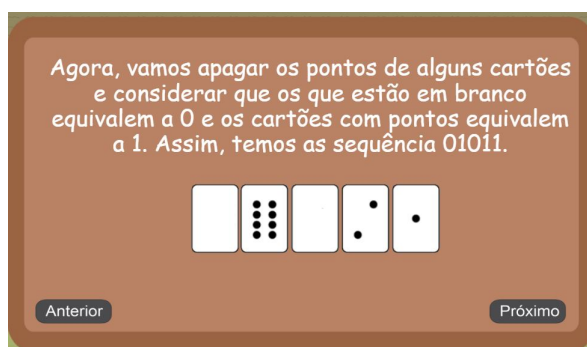 Agora, vamos apagar os pontos de alguns cartões
e considerar que os que estão em branco
equivalem a 0 e os cartões com pontos equivalem
a 1. Assim, temos as sequência 01011.
Anterior
Próximo